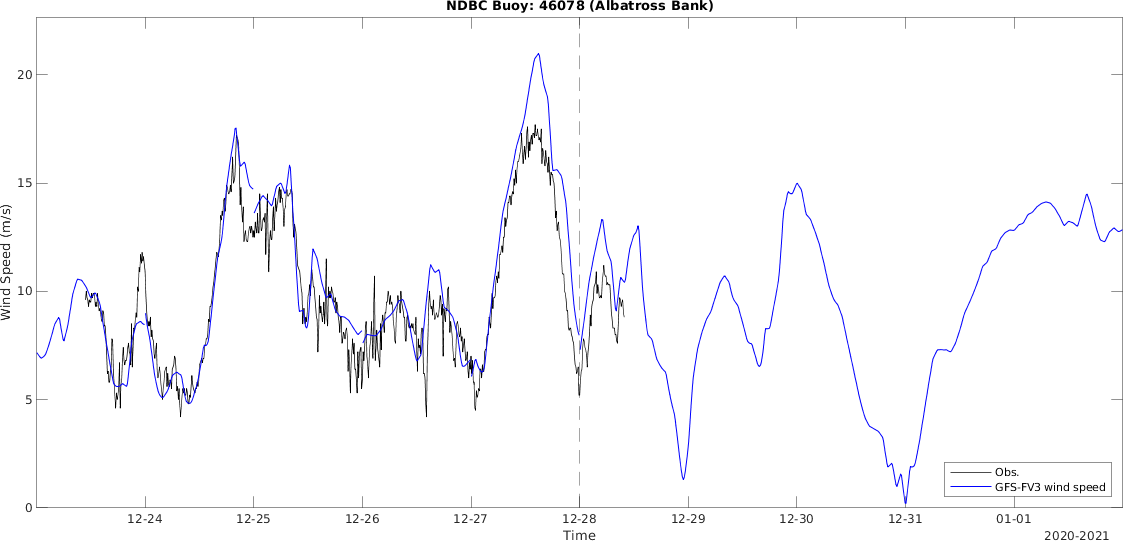 NDBC Buoy: 46078 (Albatross Bank)
Wind Speed (m/s)
20
15
10
5
0
Obs.
GFS-FV3 wind speed
12-24 12-25 12-26 12-27 12-28 12-29 12-30 12-31 01-01
Time
2020-2021